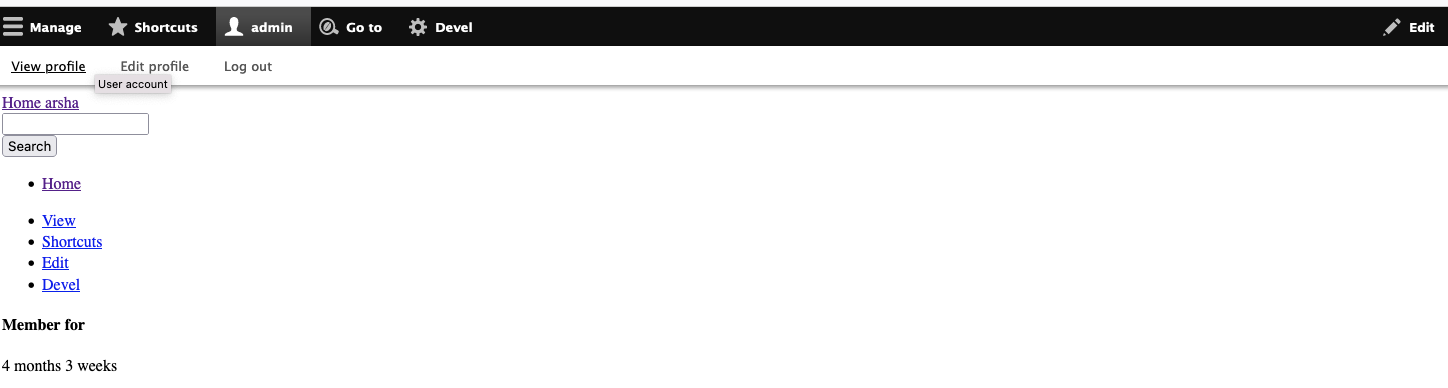 Manage Shortcuts admin Go to Devel Edit
View profile Edit profile Log out
User account
Home arsha
Search
Home
View
Shortcuts
Edit
Devel
Member for
4 months 3 weeks